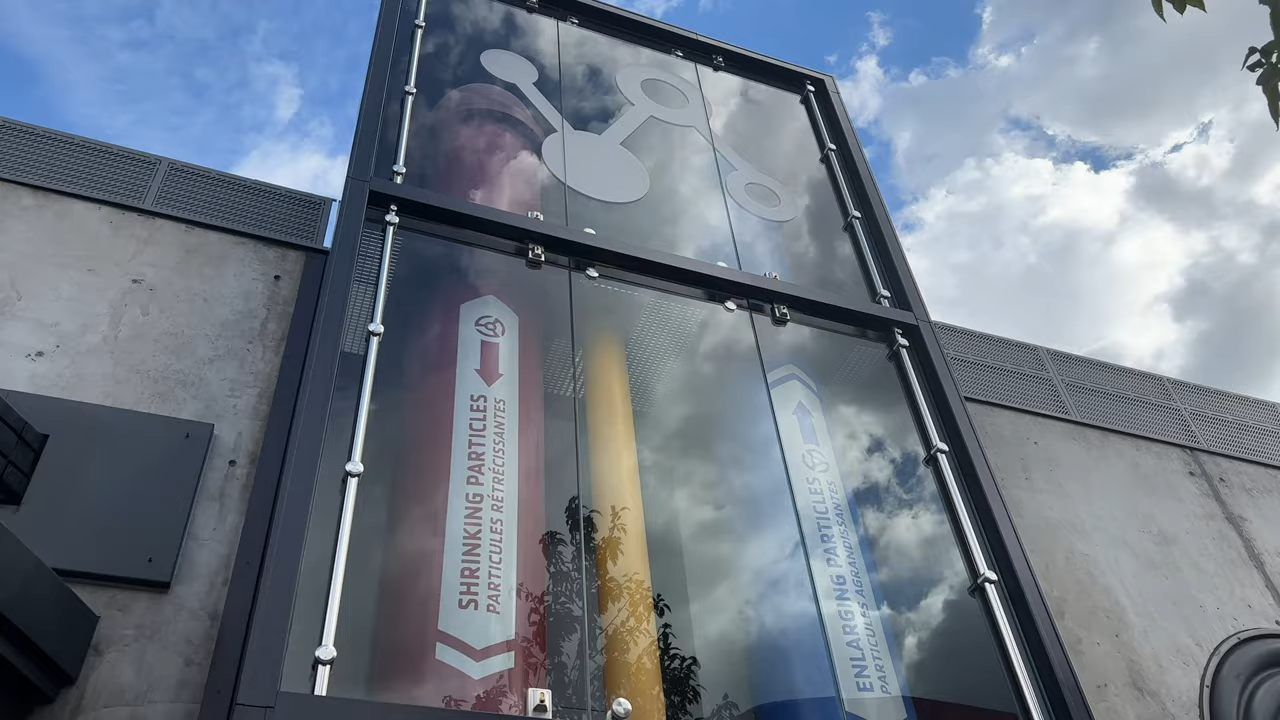 SHRINKING PARTICLES
PARTICULES RÉTRÉCISSANTES
ENLARGING PARTICLES
PARTICULES AGRANDISSANTES